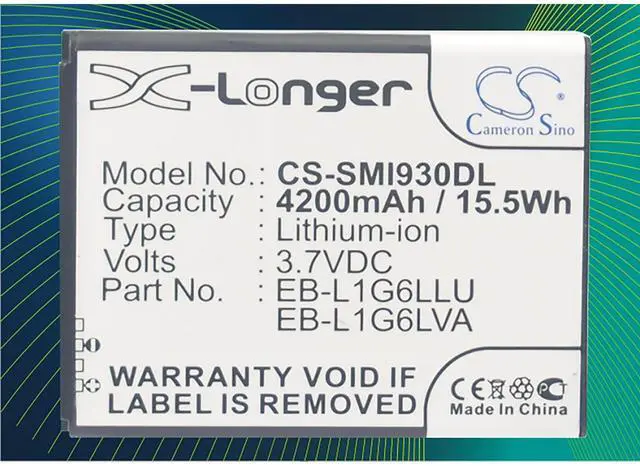 X-Longer
CS
®
Cameron Sino
Model No.: CS-SMI930DL
Capacity : 4200mAh / 15.5Wh
Type : Lithium-ion
Volts : 3.7VDC
Part No. : EB-L1G6LLU
EB-L1G6LVA
WARRANTY VOID IF
LABEL IS REMOVED
CE PCT
Made In China